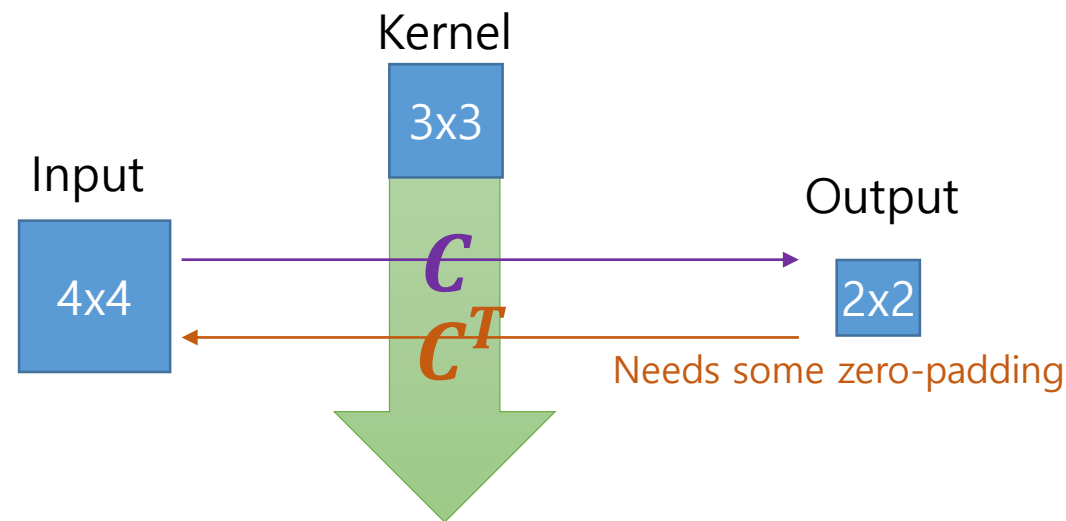 Kernel
3x3
Input
Output
C
4x4
2x2
C^T
Needs some zero-padding